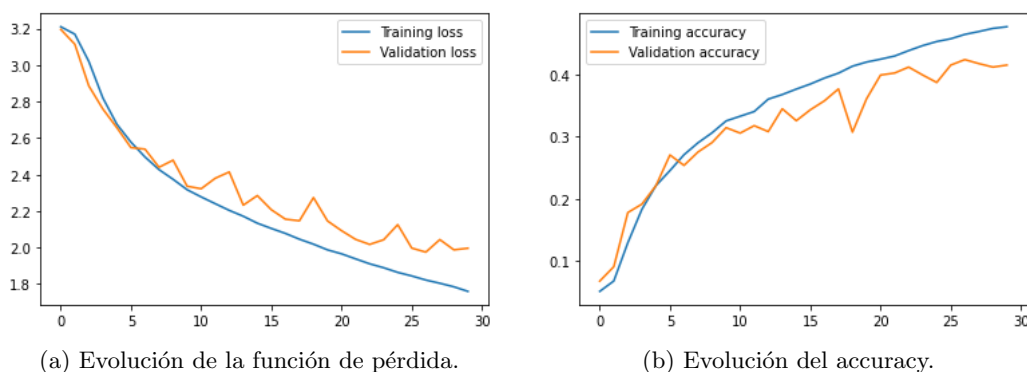 3.2
3.0
2.8
2.6
2.4
2.2
2.0
1.8
0 5 10 15 20 25 30
Training loss
Validation loss
(a) Evolución de la función de pérdida.
0.4
0.3
0.2
0.1
0 5 10 15 20 25 30
Training accuracy
Validation accuracy
(b) Evolución del accuracy.